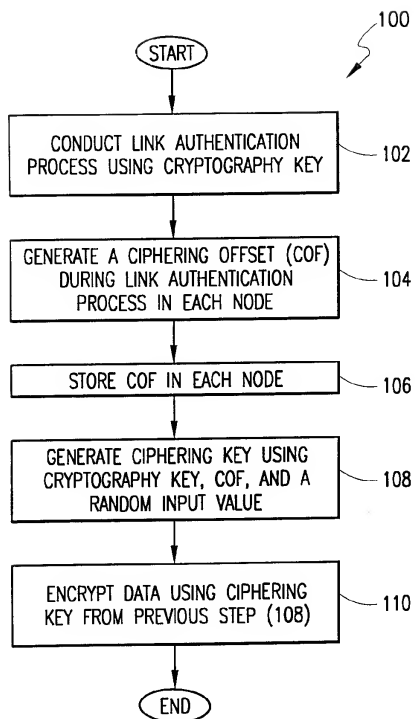 100
START
CONDUCT LINK AUTHENTICATION
PROCESS USING CRYPTOGRAPHY KEY
102
GENERATE A CIPHERING OFFSET (COF)
DURING LINK AUTHENTICATION
PROCESS IN EACH NODE
104
STORE COF IN EACH NODE
106
GENERATE CIPHERING KEY USING
CRYPTOGRAPHY KEY, COF, AND A
RANDOM INPUT VALUE
108
ENCRYPT DATA USING CIPHERING
KEY FROM PREVIOUS STEP (108)
110
END